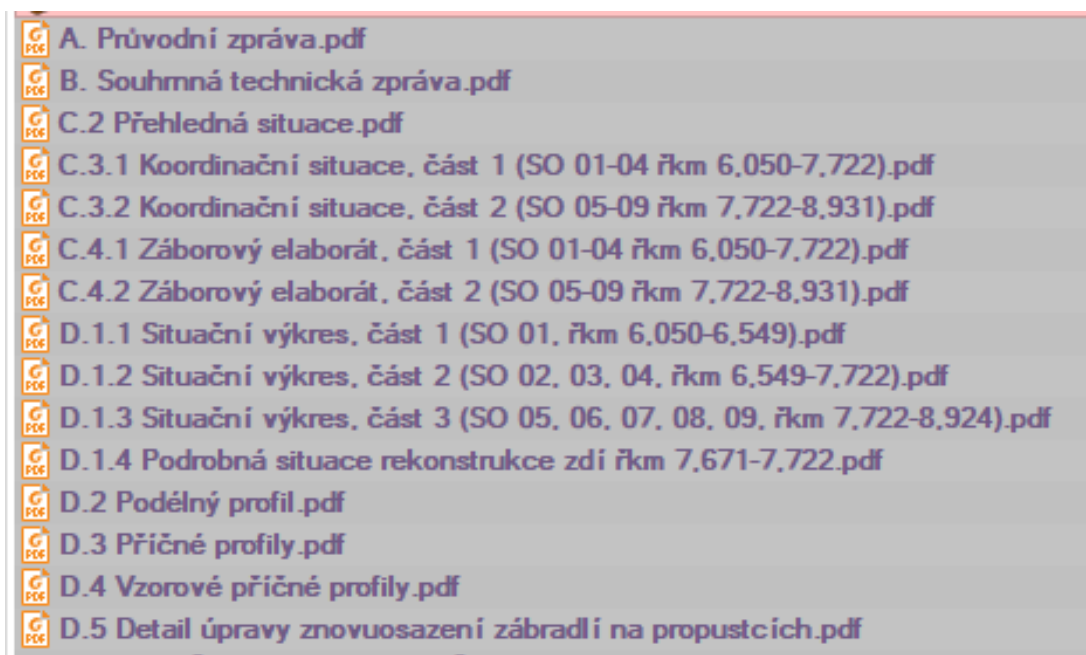 A. Průvodní zpráva.pdf
B. Souhrnná technická zpráva.pdf
C.2 Přehledná situace.pdf
C.3.1 Koordinační situace, část 1 (SO 01-04 řkm 6,050-7,722).pdf
C.3.2 Koordinační situace, část 2 (SO 05-09 řkm 7,722-8,931).pdf
C.4.1 Záborový elaborát, část 1 (SO 01-04 řkm 6,050-7,722).pdf
C.4.2 Záborový elaborát, část 2 (SO 05-09 řkm 7,722-8,931).pdf
D.1.1 Situační výkres, část 1 (SO 01, řkm 6,050-6,549).pdf
D.1.2 Situační výkres, část 2 (SO 02, 03, 04, řkm 6,549-7,722).pdf
D.1.3 Situační výkres, část 3 (SO 05, 06, 07, 08, 09, řkm 7,722-8,924).pdf
D.1.4 Podrobná situace rekonstrukce zdí řkm 7,671-7,722.pdf
D.2 Podélný profil.pdf
D.3 Příčné profily.pdf
D.4 Vzorové příčné profily.pdf
D.5 Detail úpravy znovuosazení zábradlí na propustcích.pdf